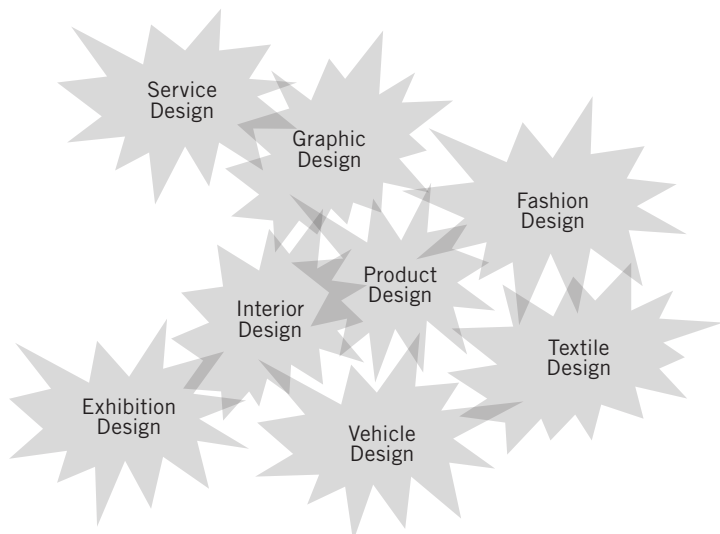 Service
Design
Graphic
Design
Fashion
Design
Product
Design
Interior
Design
Textile
Design
Exhibition
Design
Vehicle
Design